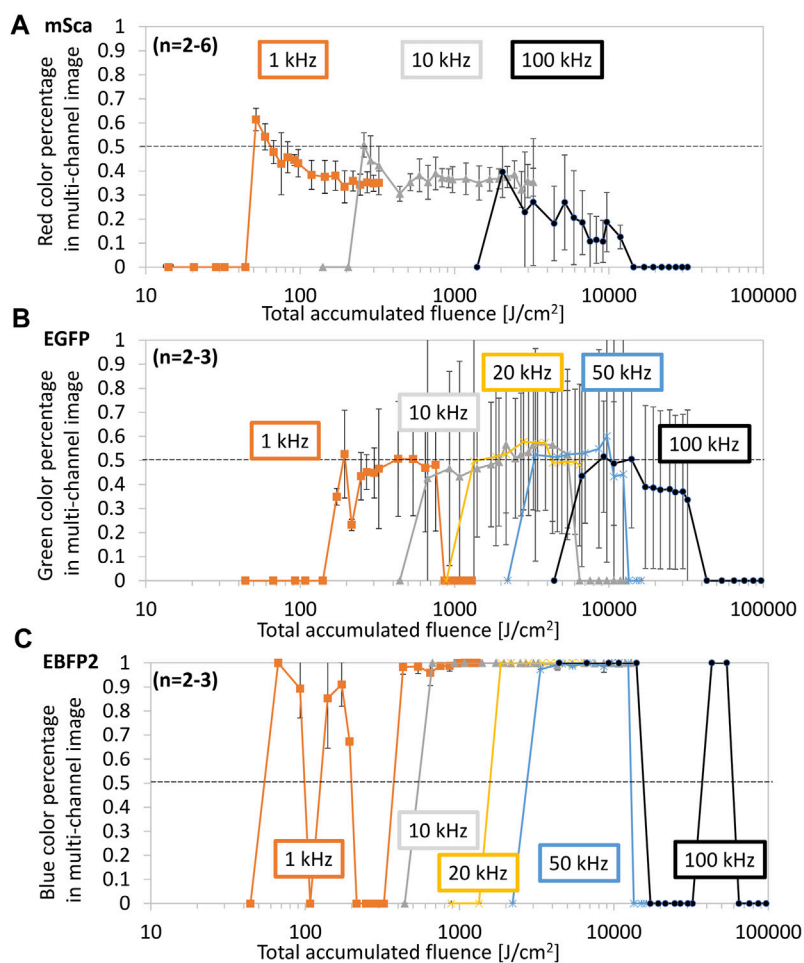 A
mSca
(n=2-6)
1 kHz
10 kHz
100 kHz
Red color percentage
in multi-channel image
1
0.9
0.8
0.7
0.6
0.5
0.4
0.3
0.2
0.1
0
10
100
1000
10000
100000
Total accumulated fluence [J/cm²]
B
EGFP
(n=2-3)
1 kHz
10 kHz
20 kHz
50 kHz
100 kHz
Green color percentage
in multi-channel image
1
0.9
0.8
0.7
0.6
0.5
0.4
0.3
0.2
0.1
0
10
100
1000
10000
100000
Total accumulated fluence [J/cm²]
C
EBFP2
(n=2-3)
1 kHz
10 kHz
20 kHz
50 kHz
100 kHz
Blue color percentage
in multi-channel image
1
0.9
0.8
0.7
0.6
0.5
0.4
0.3
0.2
0.1
0
10
100
1000
10000
100000
Total accumulated fluence [J/cm²]